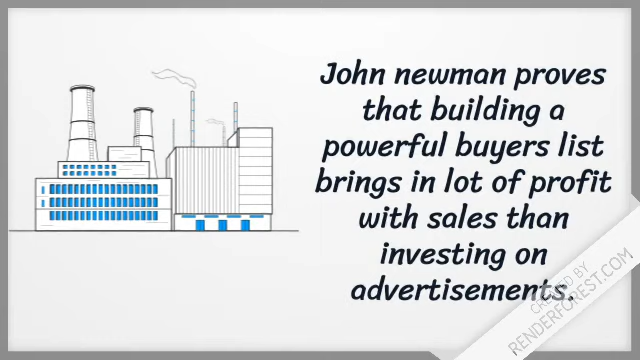 John newman proves
that building a
powerful buyers list
brings in lot of profit
with sales than
investing on
advertisements.
CREATED BY
RENDERFOREST.COM